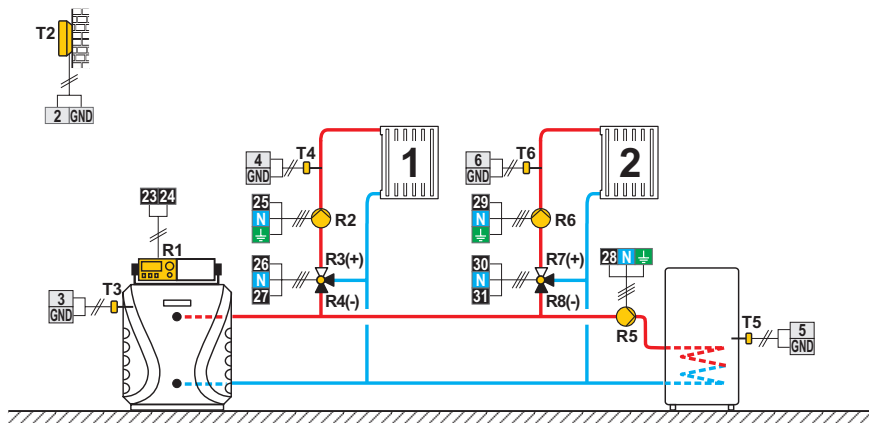 T2
2 GND
4
GND
T4
1
6
GND
T6
2
23 24
R1
25
N
R2
29
N
R6
26
N
27
R3(+)
R4(-)
30
N
31
R7(+)
R8(-)
28 N
R5
3
GND
T3
T5
5
GND